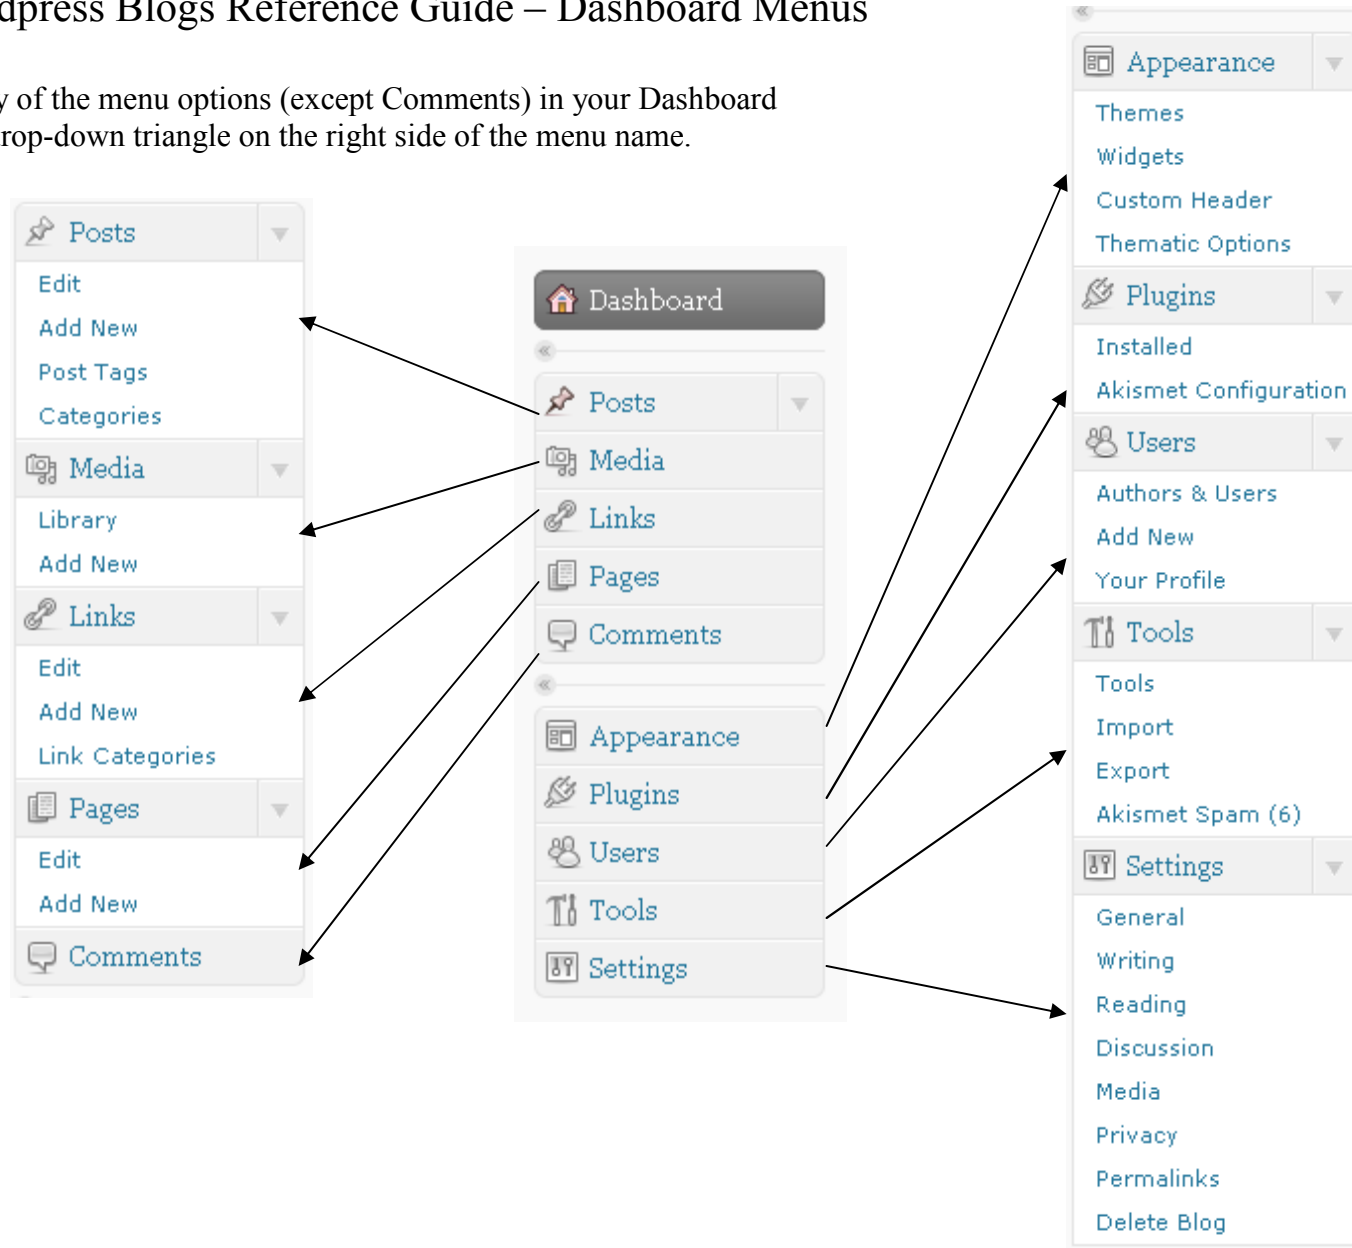 dpress Blogs Reference Guide – Dashboard Menus
y of the menu options (except Comments) in your Dashboard
rop-down triangle on the right side of the menu name.
Posts
Edit
Add New
Post Tags
Categories
Media
Library
Add New
Links
Edit
Add New
Link Categories
Pages
Edit
Add New
Comments
Dashboard
Posts
Media
Links
Pages
Comments
Appearance
Plugins
Users
Tools
Settings
Appearance
Themes
Widgets
Custom Header
Thematic Options
Plugins
Installed
Akismet Configuration
Users
Authors & Users
Add New
Your Profile
Tools
Tools
Import
Export
Akismet Spam (6)
Settings
General
Writing
Reading
Discussion
Media
Privacy
Permalinks
Delete Blog